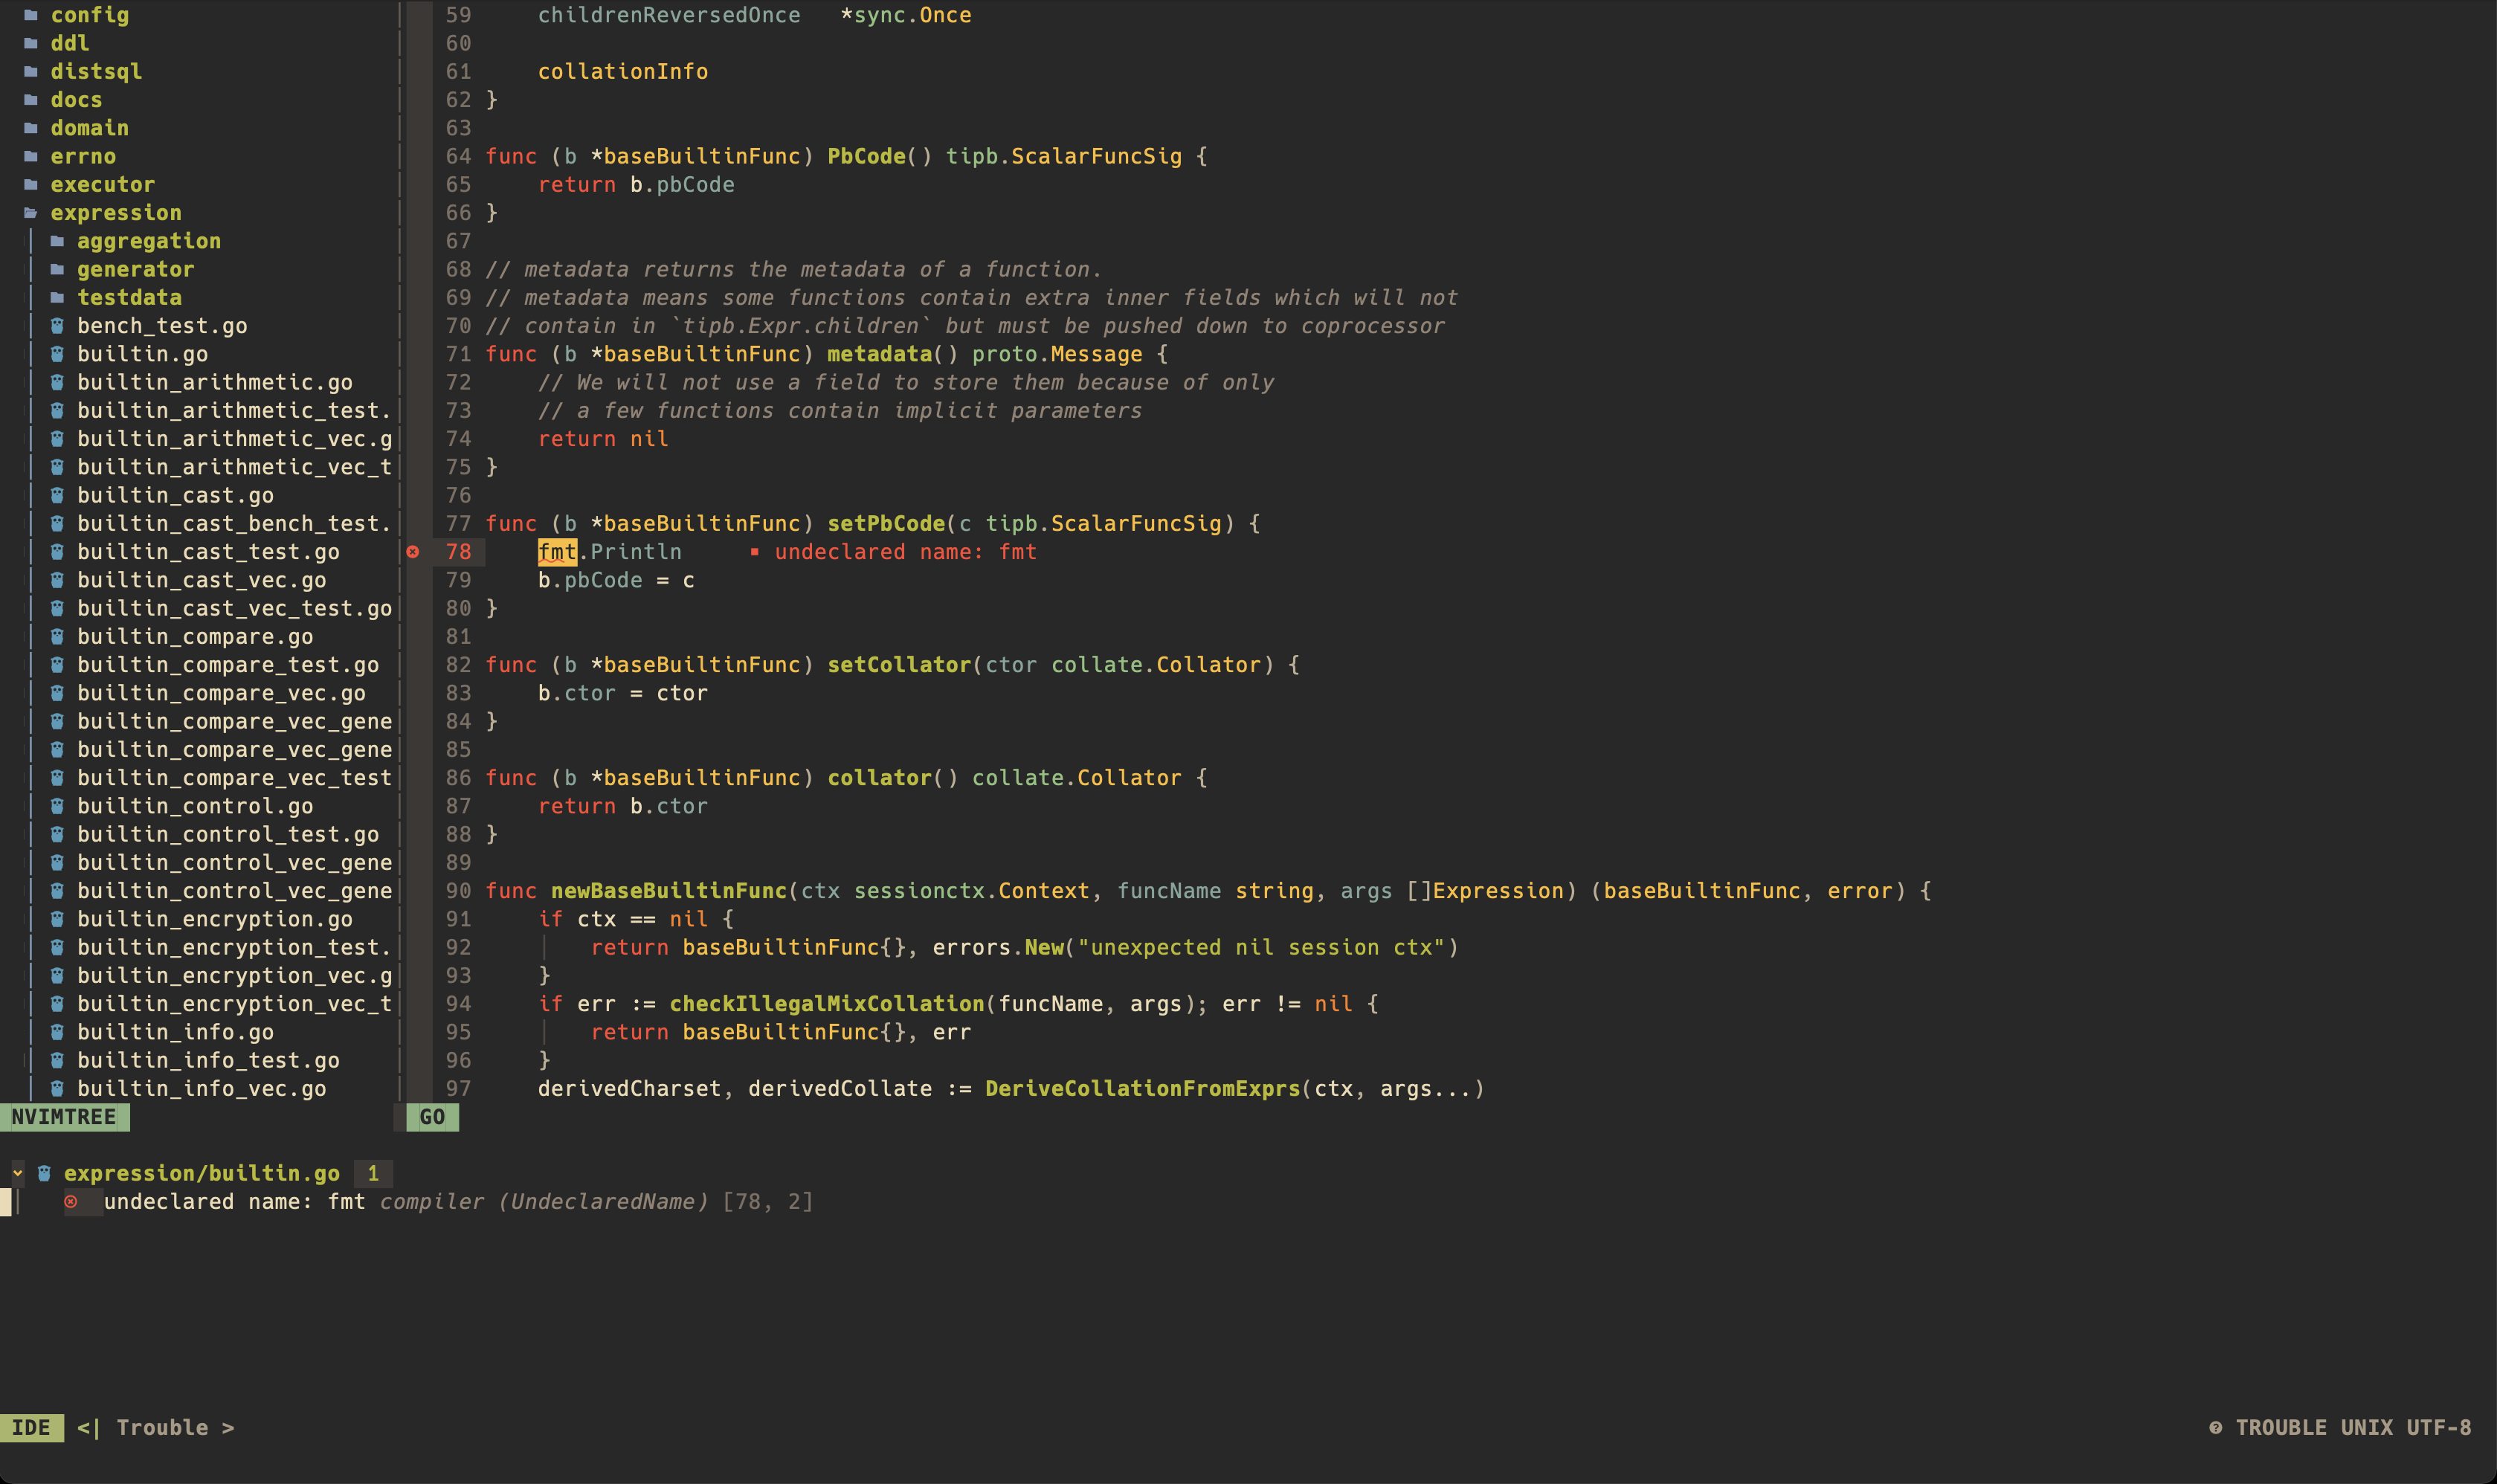 config
ddl
distsql
docs
domain
errno
executor
expression
aggregation
generator
testdata
bench_test.go
builtin.go
builtin_arithmetic.go
builtin_arithmetic_test.
builtin_arithmetic_vec.g
builtin_arithmetic_vec_t
builtin_cast.go
builtin_cast_bench_test.
builtin_cast_test.go
builtin_cast_vec.go
builtin_cast_vec_test.go
builtin_compare.go
builtin_compare_test.go
builtin_compare_vec.go
builtin_compare_vec_gene
builtin_compare_vec_gene
builtin_compare_vec_test
builtin_control.go
builtin_control_test.go
builtin_control_vec_gene
builtin_control_vec_gene
builtin_encryption.go
builtin_encryption_test.
builtin_encryption_vec.g
builtin_encryption_vec_t
builtin_info.go
builtin_info_test.go
builtin_info_vec.go
NVIMTREE
59     childrenReversedOnce   *sync.Once
60
61     collationInfo
62 }
63
64 func (b *baseBuiltinFunc) PbCode() tipb.ScalarFuncSig {
65     return b.pbCode
66 }
67
68 // metadata returns the metadata of a function.
69 // metadata means some functions contain extra inner fields which will not
70 // contain in `tipb.Expr.children` but must be pushed down to coprocessor
71 func (b *baseBuiltinFunc) metadata() proto.Message {
72     // We will not use a field to store them because of only
73     // a few functions contain implicit parameters
74     return nil
75 }
76
77 func (b *baseBuiltinFunc) setPbCode(c tipb.ScalarFuncSig) {
78     fmt.Println     ▪ undeclared name: fmt
79     b.pbCode = c
80 }
81
82 func (b *baseBuiltinFunc) setCollator(ctor collate.Collator) {
83     b.ctor = ctor
84 }
85
86 func (b *baseBuiltinFunc) collator() collate.Collator {
87     return b.ctor
88 }
89
90 func newBaseBuiltinFunc(ctx sessionctx.Context, funcName string, args []Expression) (baseBuiltinFunc, error) {
91     if ctx == nil {
92         return baseBuiltinFunc{}, errors.New("unexpected nil session ctx")
93     }
94     if err := checkIllegalMixCollation(funcName, args); err != nil {
95         return baseBuiltinFunc{}, err
96     }
97     derivedCharset, derivedCollate := DeriveCollationFromExprs(ctx, args...)
GO
expression/builtin.go 1
undeclared name: fmt compiler (UndeclaredName) [78, 2]
IDE <| Trouble >
TROUBLE UNIX UTF-8